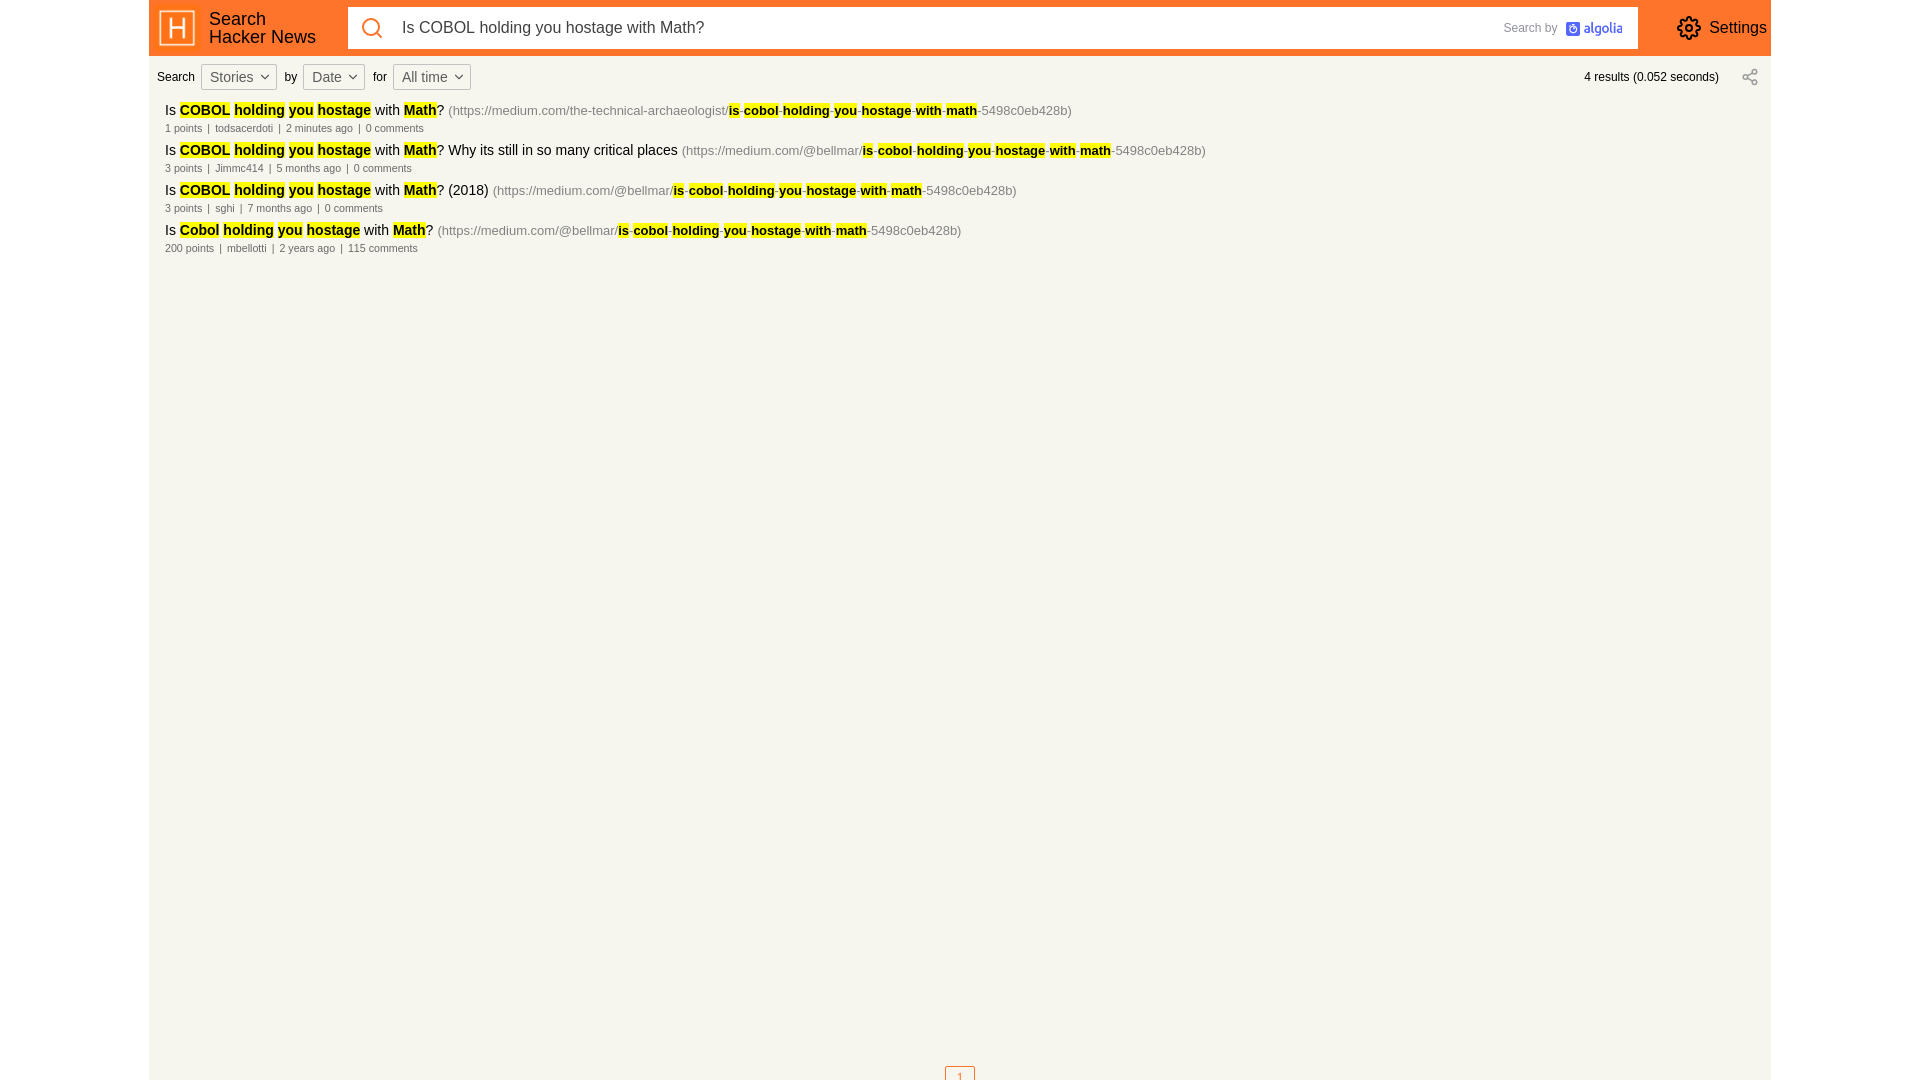 Search
Hacker News
Is COBOL holding you hostage with Math?
Search by algolia
Settings
Search Stories by Date for All time
4 results (0.052 seconds)
Is COBOL holding you hostage with Math? (https://medium.com/the-technical-archaeologist/is-cobol-holding-you-hostage-with-math-5498c0eb428b)
1 points | todsacerdoti | 2 minutes ago | 0 comments
Is COBOL holding you hostage with Math? Why its still in so many critical places (https://medium.com/@bellmar/is-cobol-holding-you-hostage-with-math-5498c0eb428b)
3 points | Jimmc414 | 5 months ago | 0 comments
Is COBOL holding you hostage with Math? (2018) (https://medium.com/@bellmar/is-cobol-holding-you-hostage-with-math-5498c0eb428b)
3 points | sghi | 7 months ago | 0 comments
Is Cobol holding you hostage with Math? (https://medium.com/@bellmar/is-cobol-holding-you-hostage-with-math-5498c0eb428b)
200 points | mbellotti | 2 years ago | 115 comments
1